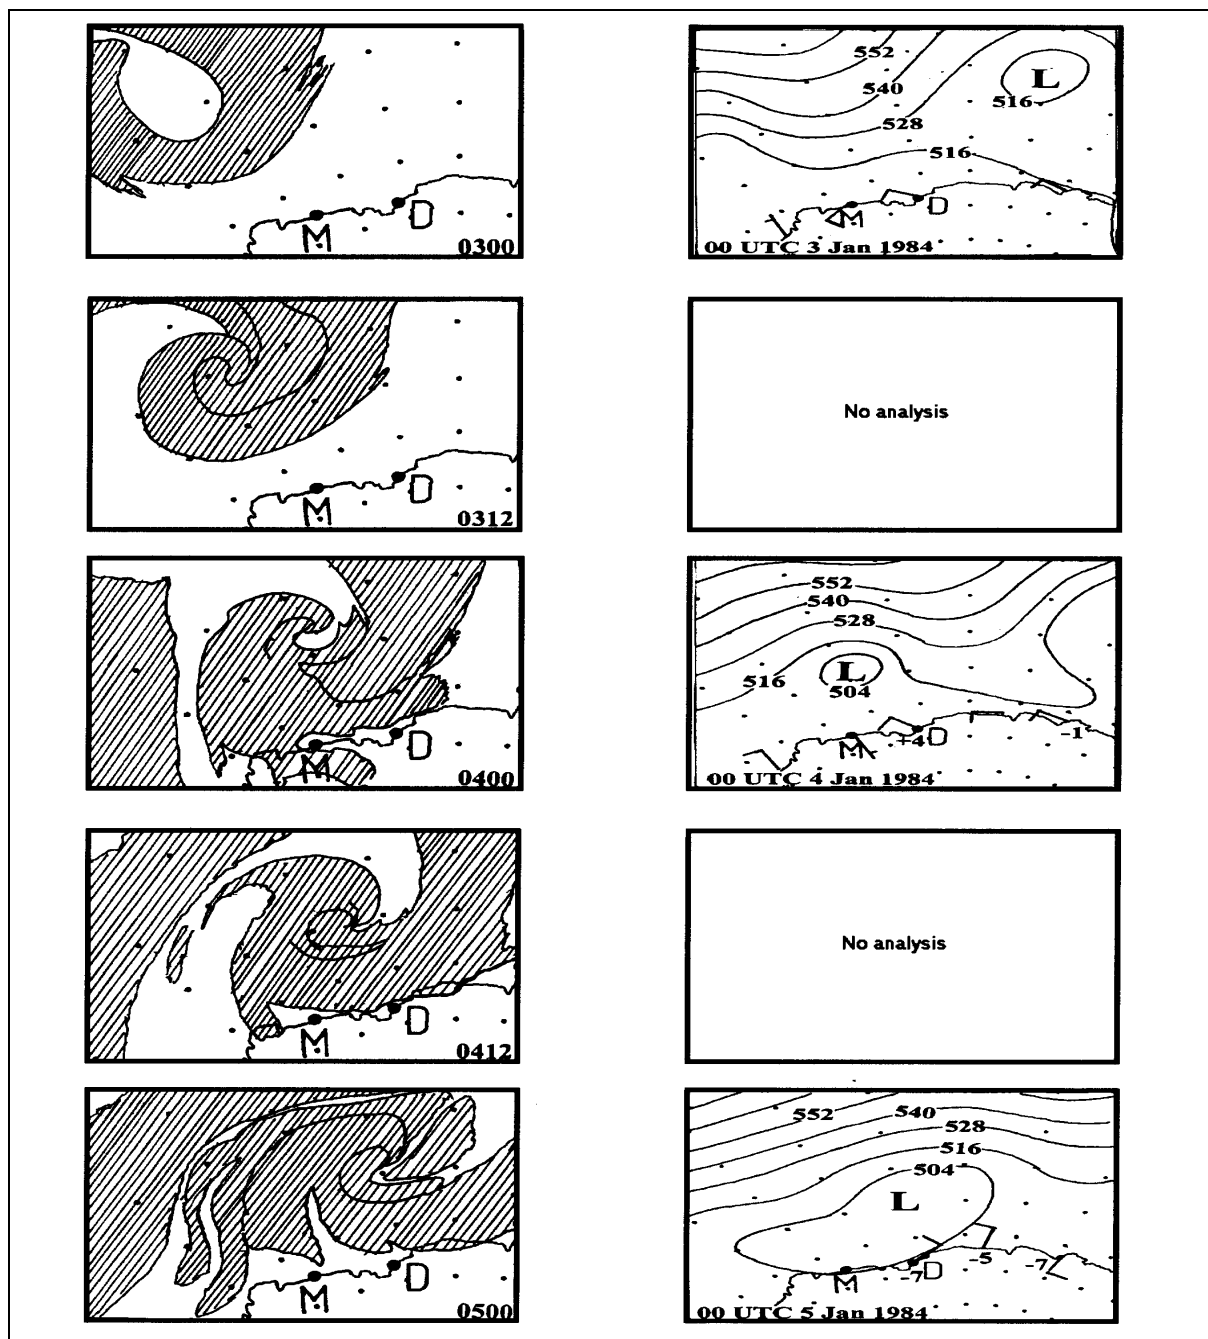 M
D
0300
552
540
528
516
L
516
M
D
00 UTC 3 Jan 1984
M
D
0312
No analysis
M
D
0400
552
540
528
516
L
504
M
+4
D
-1
00 UTC 4 Jan 1984
M
D
0412
No analysis
M
D
0500
552
540
528
516
504
L
M
-7
D
-5
-7
00 UTC 5 Jan 1984